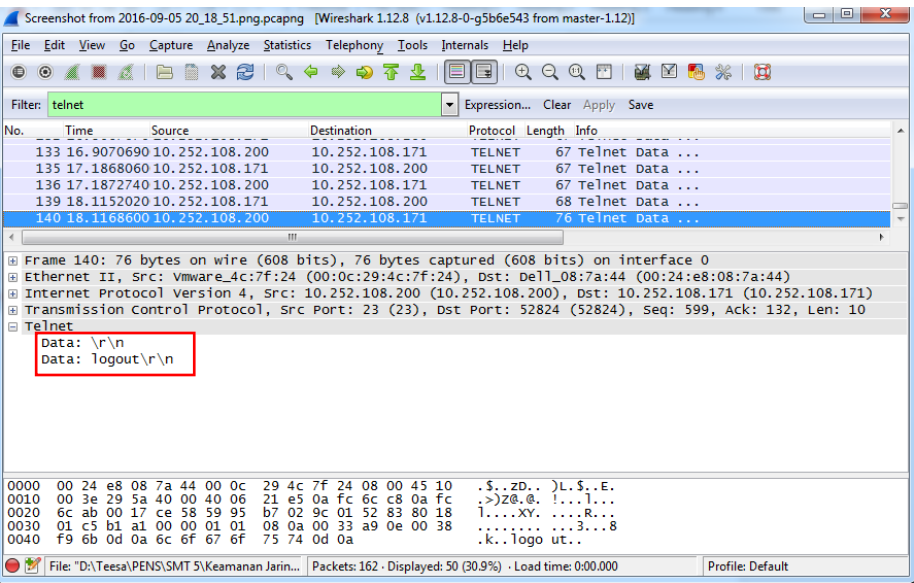 Screenshot from 2016-09-05 20_18_51.png.pcapng [Wireshark 1.12.8 (v1.12.8-0-g5b6e543 from master-1.12)]
File Edit View Go Capture Analyze Statistics Telephony Tools Internals Help
Filter: telnet Expression... Clear Apply Save
No. Time Source Destination Protocol Length Info
133 16.9070690 10.252.108.200 10.252.108.171 TELNET 67 Telnet Data ...
135 17.1868060 10.252.108.171 10.252.108.200 TELNET 67 Telnet Data ...
136 17.1872740 10.252.108.200 10.252.108.171 TELNET 67 Telnet Data ...
139 18.1152020 10.252.108.171 10.252.108.200 TELNET 68 Telnet Data ...
140 18.1168600 10.252.108.200 10.252.108.171 TELNET 76 Telnet Data ...
Frame 140: 76 bytes on wire (608 bits), 76 bytes captured (608 bits) on interface 0
Ethernet II, Src: Vmware_4c:7f:24 (00:0c:29:4c:7f:24), Dst: Dell_08:7a:44 (00:24:e8:08:7a:44)
Internet Protocol Version 4, Src: 10.252.108.200 (10.252.108.200), Dst: 10.252.108.171 (10.252.108.171)
Transmission Control Protocol, Src Port: 23 (23), Dst Port: 52824 (52824), Seq: 599, Ack: 132, Len: 10
Telnet
Data: \r\n
Data: logout\r\n
0000 00 24 e8 08 7a 44 00 0c 29 4c 7f 24 08 00 45 10 .$..zD.. )L.$..E.
0010 00 3e 29 5a 40 00 40 06 21 e5 0a fc 6c c8 0a fc .>)Z@.@. !...l...
0020 6c ab 00 17 ce 58 59 95 b7 02 9c 01 52 83 80 18 l....XY. ....R...
0030 01 c5 b1 a1 00 00 01 01 08 0a 00 33 a9 0e 00 38 ........ ...3...8
0040 f9 6b 0d 0a 6c 6f 67 6f 75 74 0d 0a .k..logo ut..
File: "D:\Teesa\PENS\SMT 5\Keamanan Jarin... Packets: 162 · Displayed: 50 (30.9%) · Load time: 0:00.000 Profile: Default